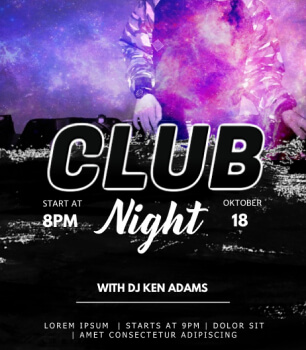 CLUB
Night
START AT
8PM
OKTOBER
18
WITH DJ KEN ADAMS
LOREM IPSUM | STARTS AT 9PM | DOLOR SIT
| AMET CONSECTETUR ADIPISCING